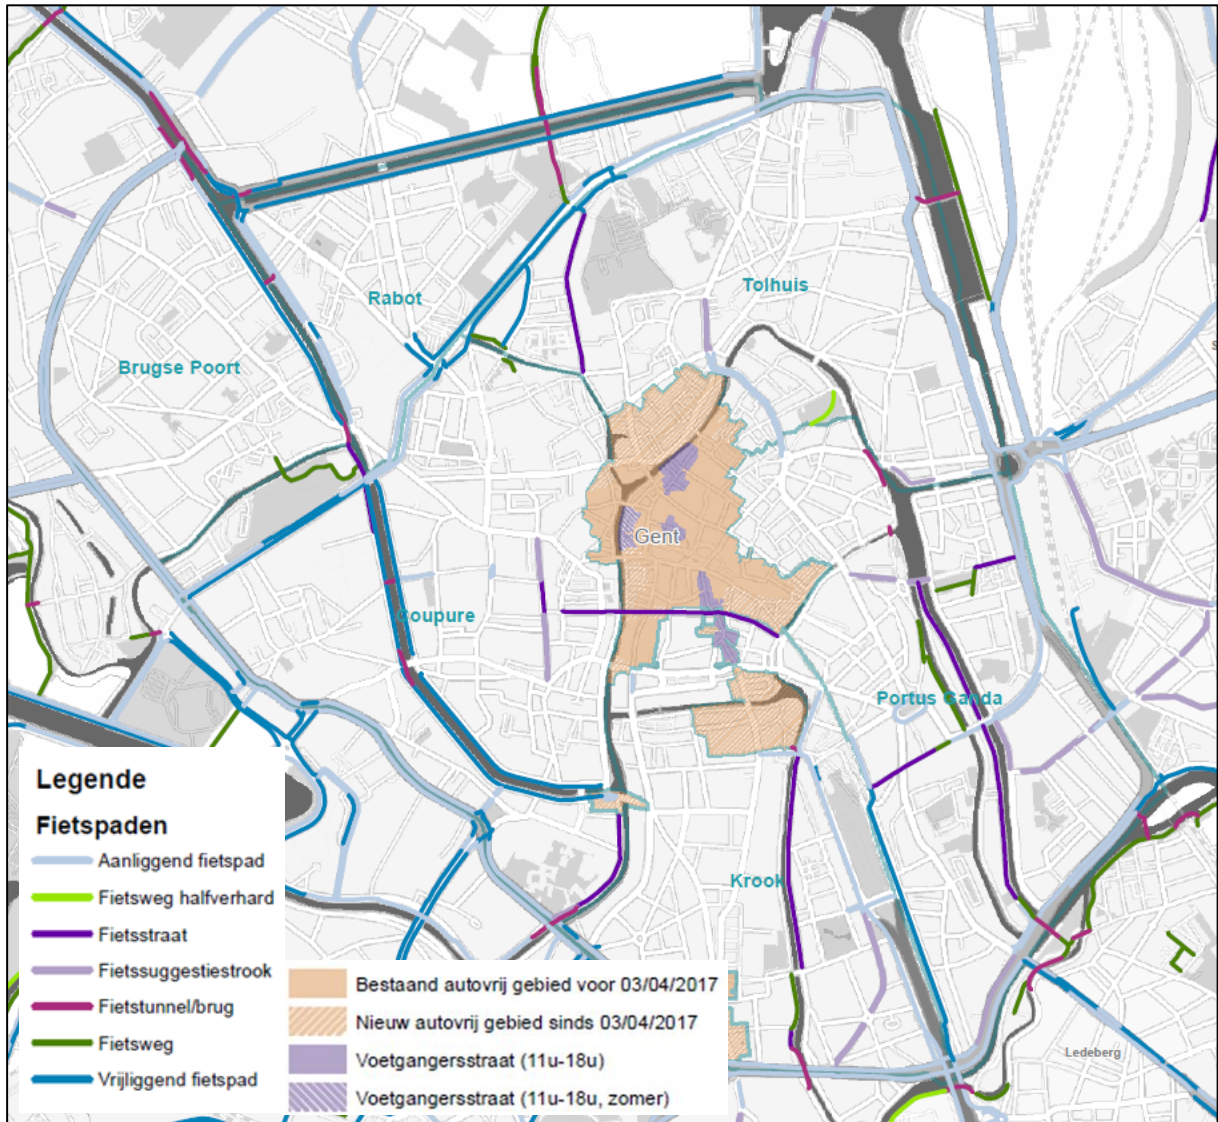 Rabot
Tolhuis
Brugse Poort
Gent
Coupure
Portus Ganda
Krook
Ledeberg
Legende
Fietspaden
Aanliggend fietspad
Fietsweg halfverhard
Fietsstraat
Fietssuggestiestrook
Fietstunnel/brug
Fietsweg
Vrijliggend fietspad
Bestaand autovrij gebied voor 03/04/2017
Nieuw autovrij gebied sinds 03/04/2017
Voetgangersstraat (11u-18u)
Voetgangersstraat (11u-18u, zomer)